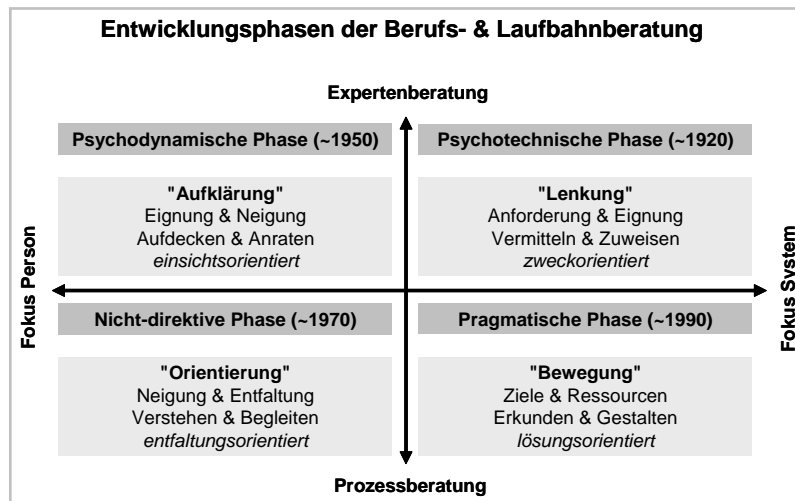 Entwicklungsphasen der Berufs- & Laufbahnberatung
Expertenberatung
Psychodynamische Phase (~1950)
"Aufklärung"
Eignung & Neigung
Aufdecken & Anraten
einsichtsorientiert
Psychotechnische Phase (~1920)
"Lenkung"
Anforderung & Eignung
Vermitteln & Zuweisen
zweckorientiert
Fokus Person
Fokus System
Nicht-direktive Phase (~1970)
"Orientierung"
Neigung & Entfaltung
Verstehen & Begleiten
entfaltungsorientiert
Pragmatische Phase (~1990)
"Bewegung"
Ziele & Ressourcen
Erkunden & Gestalten
lösungsorientiert
Prozessberatung